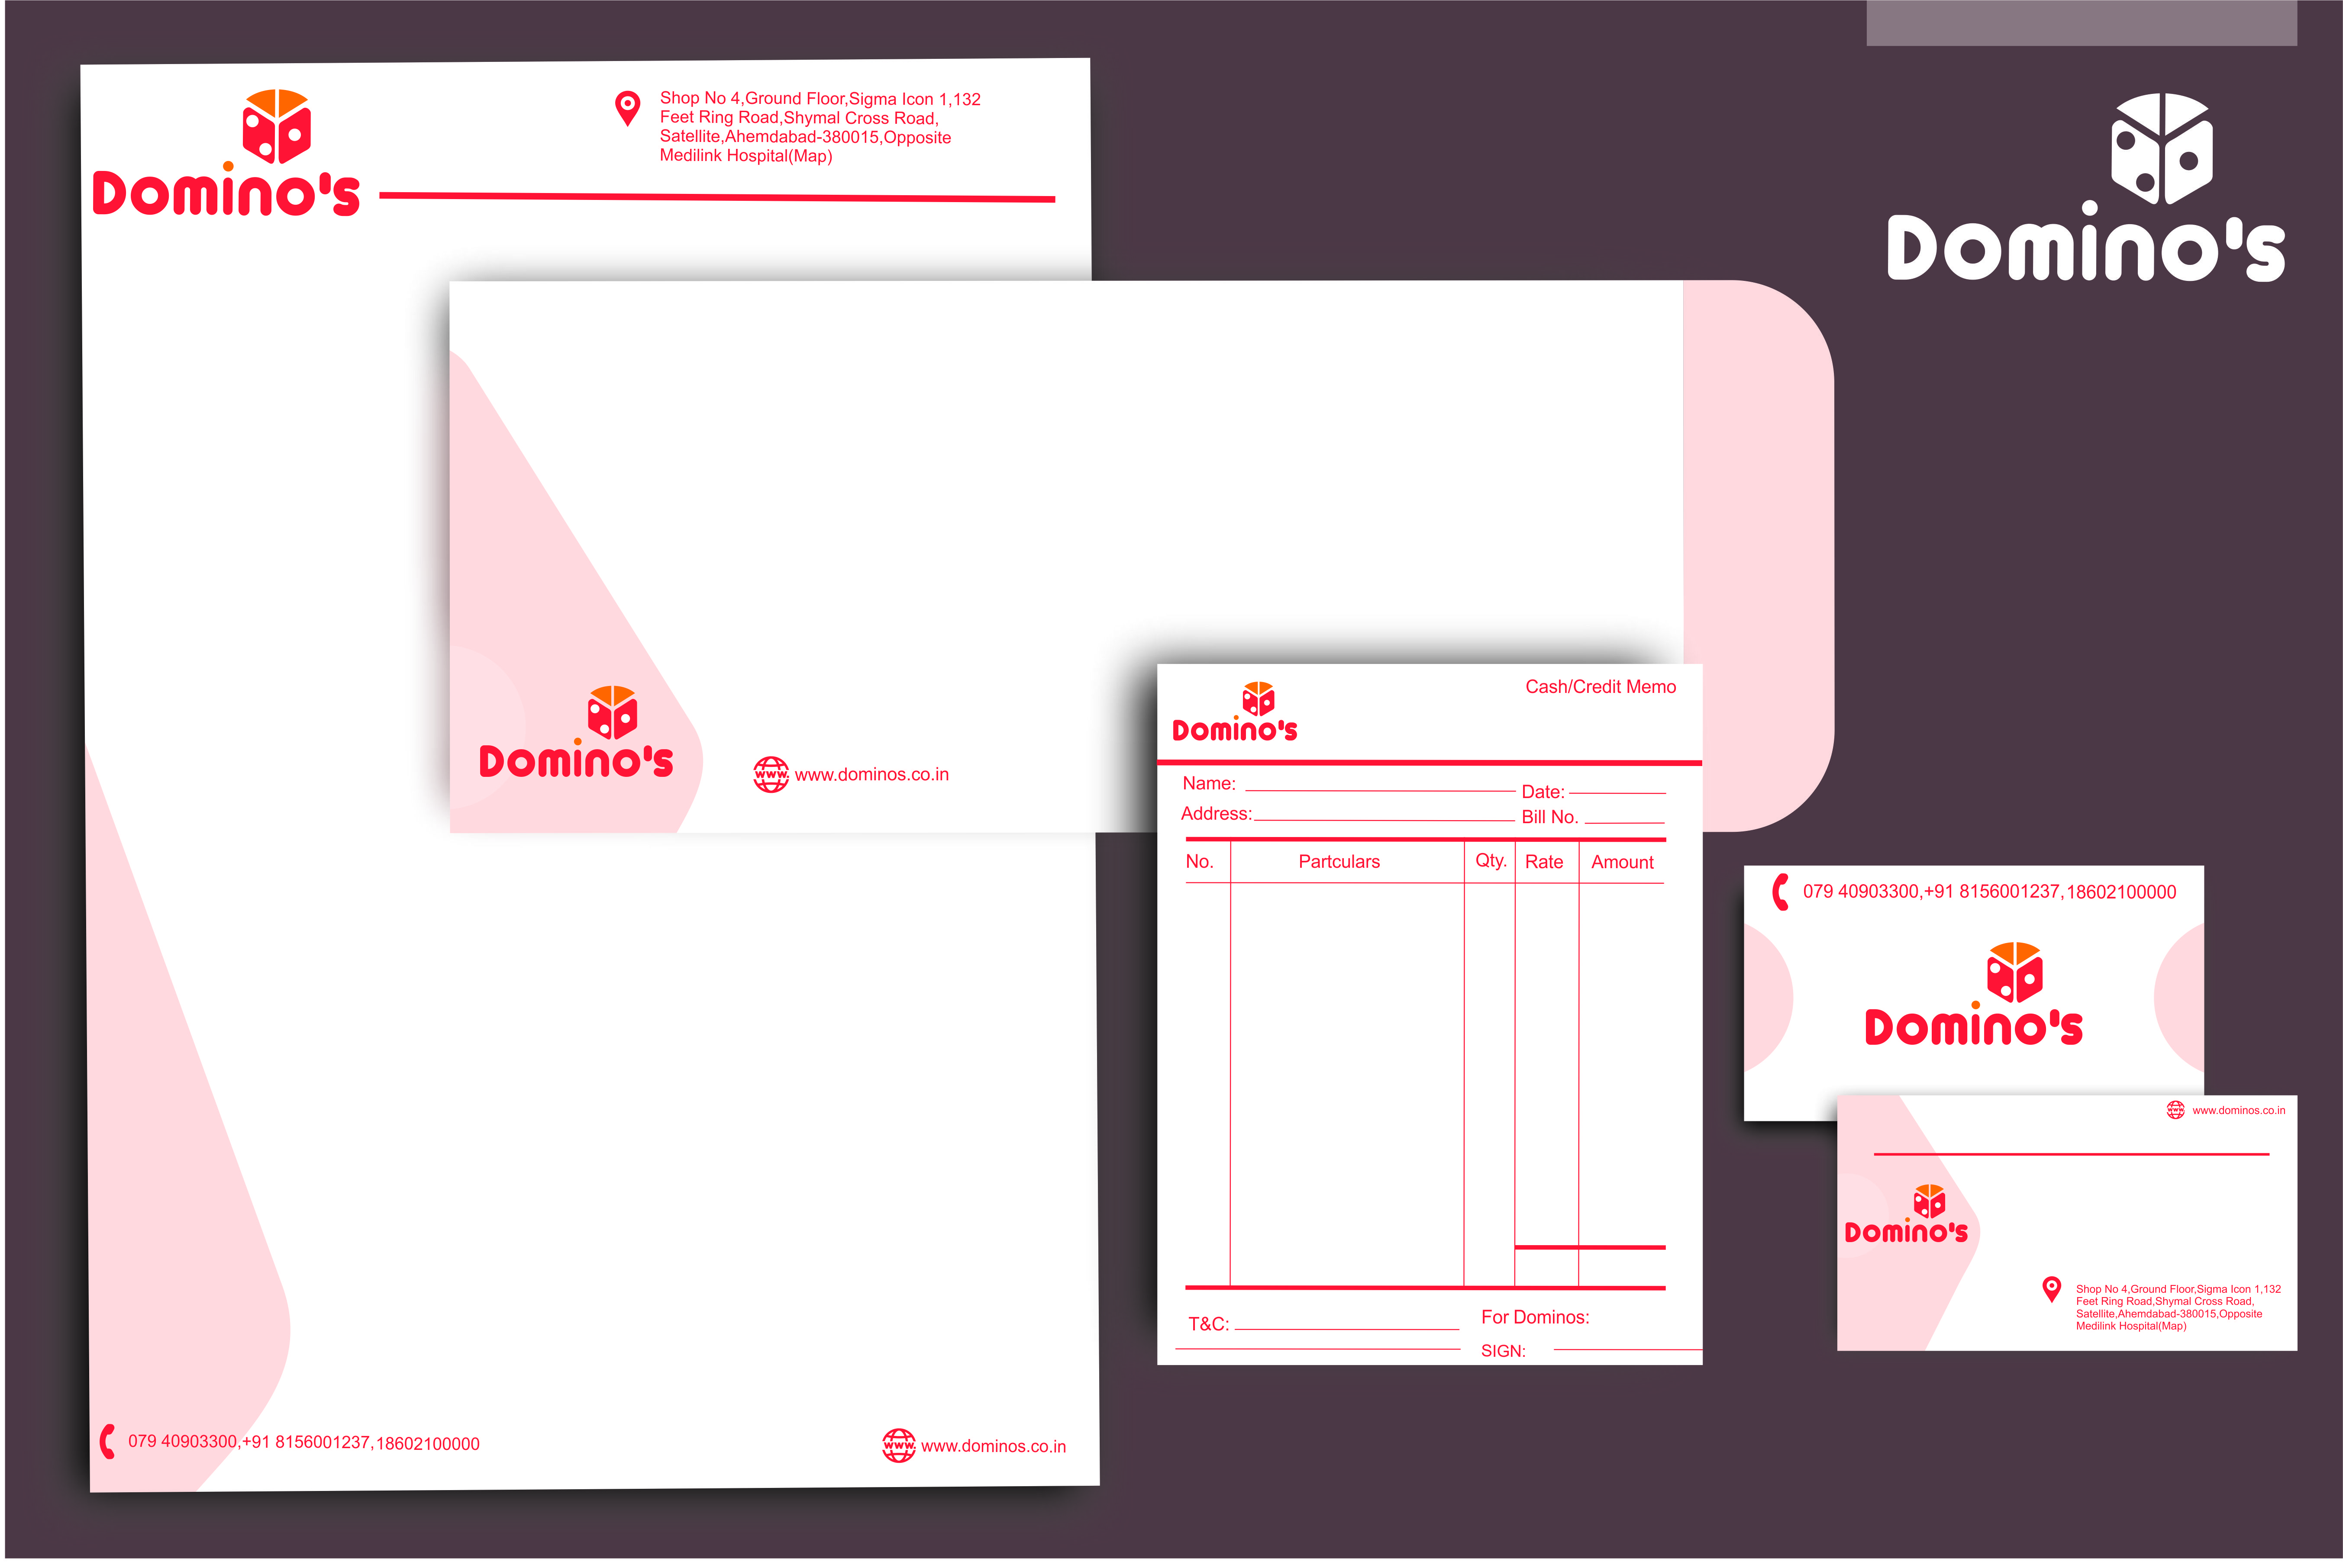 Domino's
Shop No 4,Ground Floor,Sigma Icon 1,132
Feet Ring Road,Shymal Cross Road,
Satellite,Ahemdabad-380015,Opposite
Medilink Hospital(Map)
079 40903300,+91 8156001237,18602100000
www. www.dominos.co.in
Domino's
www. www.dominos.co.in
Domino's
Cash/Credit Memo
Name:
Date:
Address:
Bill No.
No. Partculars Qty. Rate Amount
T&C:
For Dominos:
SIGN:
Domino's
079 40903300,+91 8156001237,18602100000
Domino's
www. www.dominos.co.in
Domino's
Shop No 4,Ground Floor,Sigma Icon 1,132
Feet Ring Road,Shymal Cross Road,
Satellite,Ahemdabad-380015,Opposite
Medilink Hospital(Map)